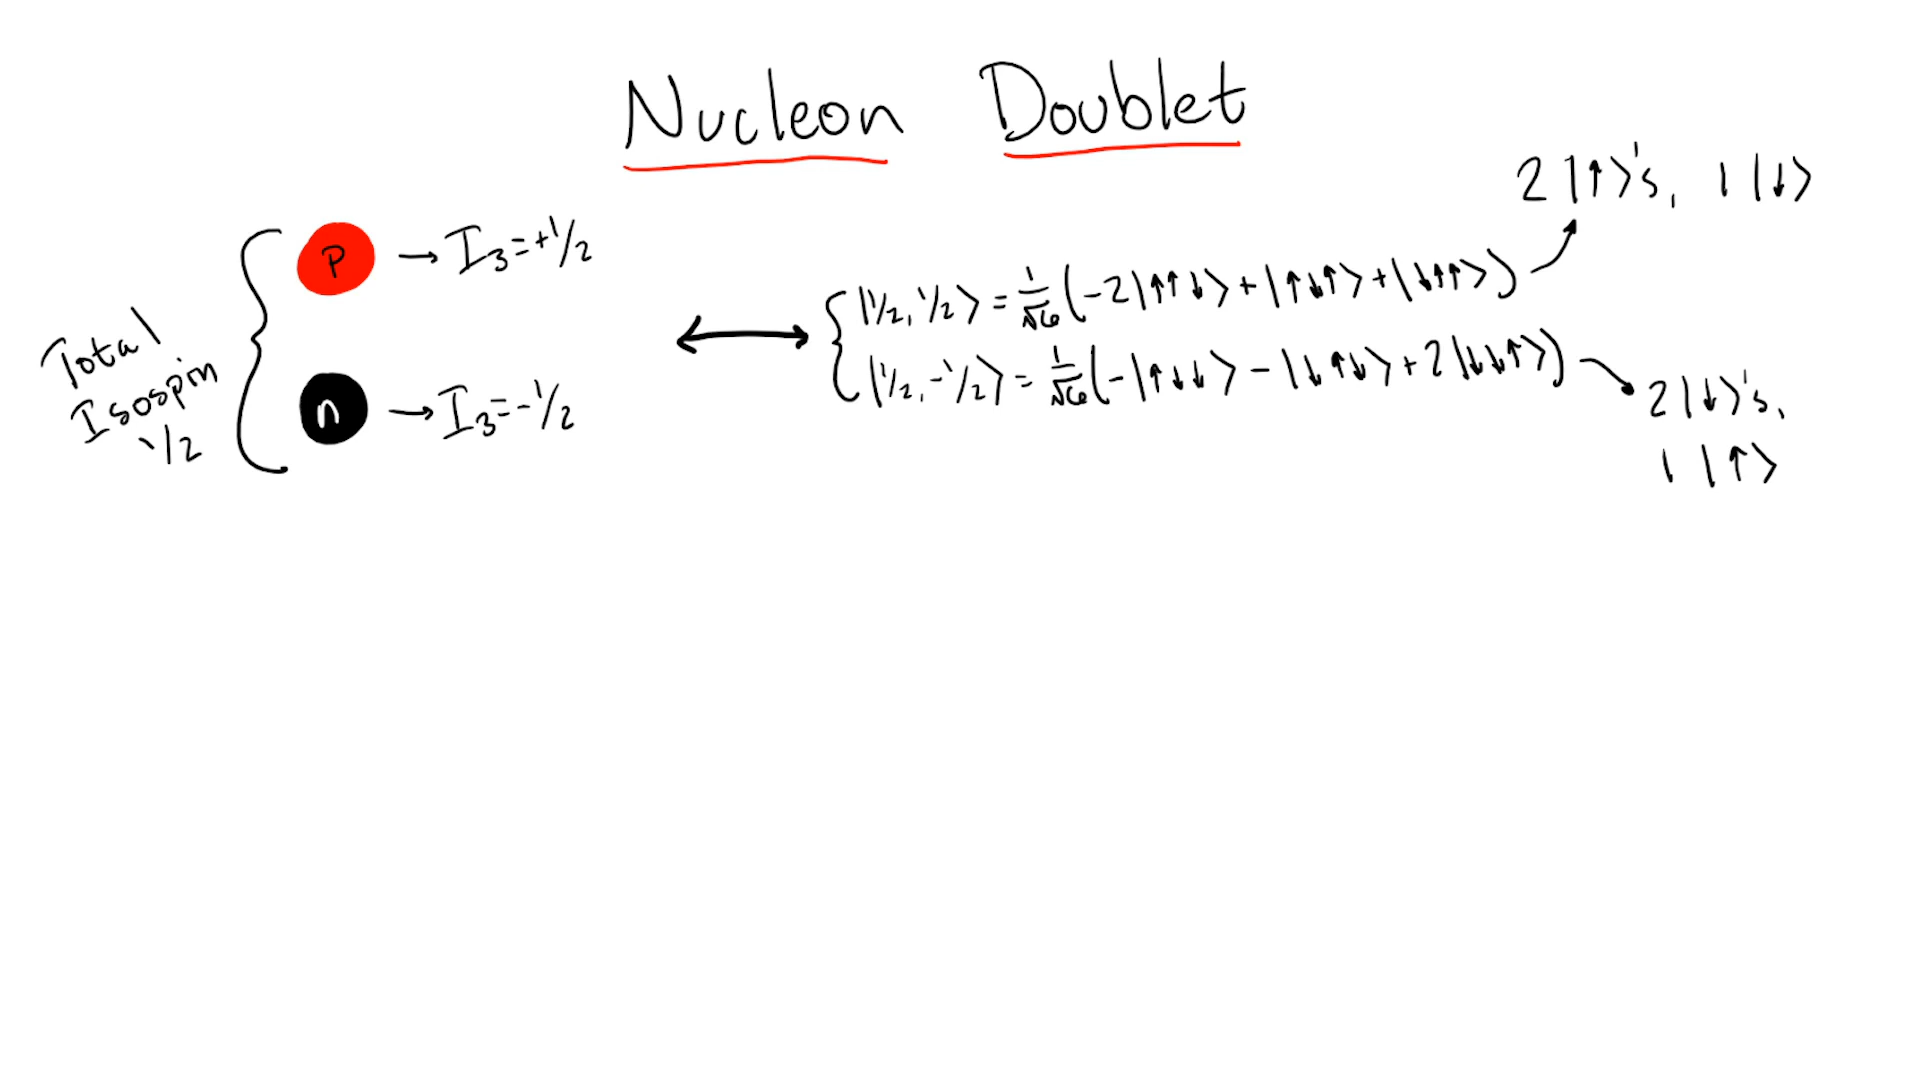 Nucleon Doublet
Total
Isospin
1/2
p → I₃=+1/2
n → I₃=-1/2
|1/2, 1/2⟩ = 1/√6 (-2|↑↑↓⟩ + |↑↓↑⟩ + |↓↑↑⟩)
|1/2, -1/2⟩ = 1/√6 (-|↑↓↓⟩ - |↓↑↓⟩ + 2|↓↓↑⟩)
2 |↑⟩'s, 1 |↓⟩
2 |↓⟩'s,
1 |↑⟩